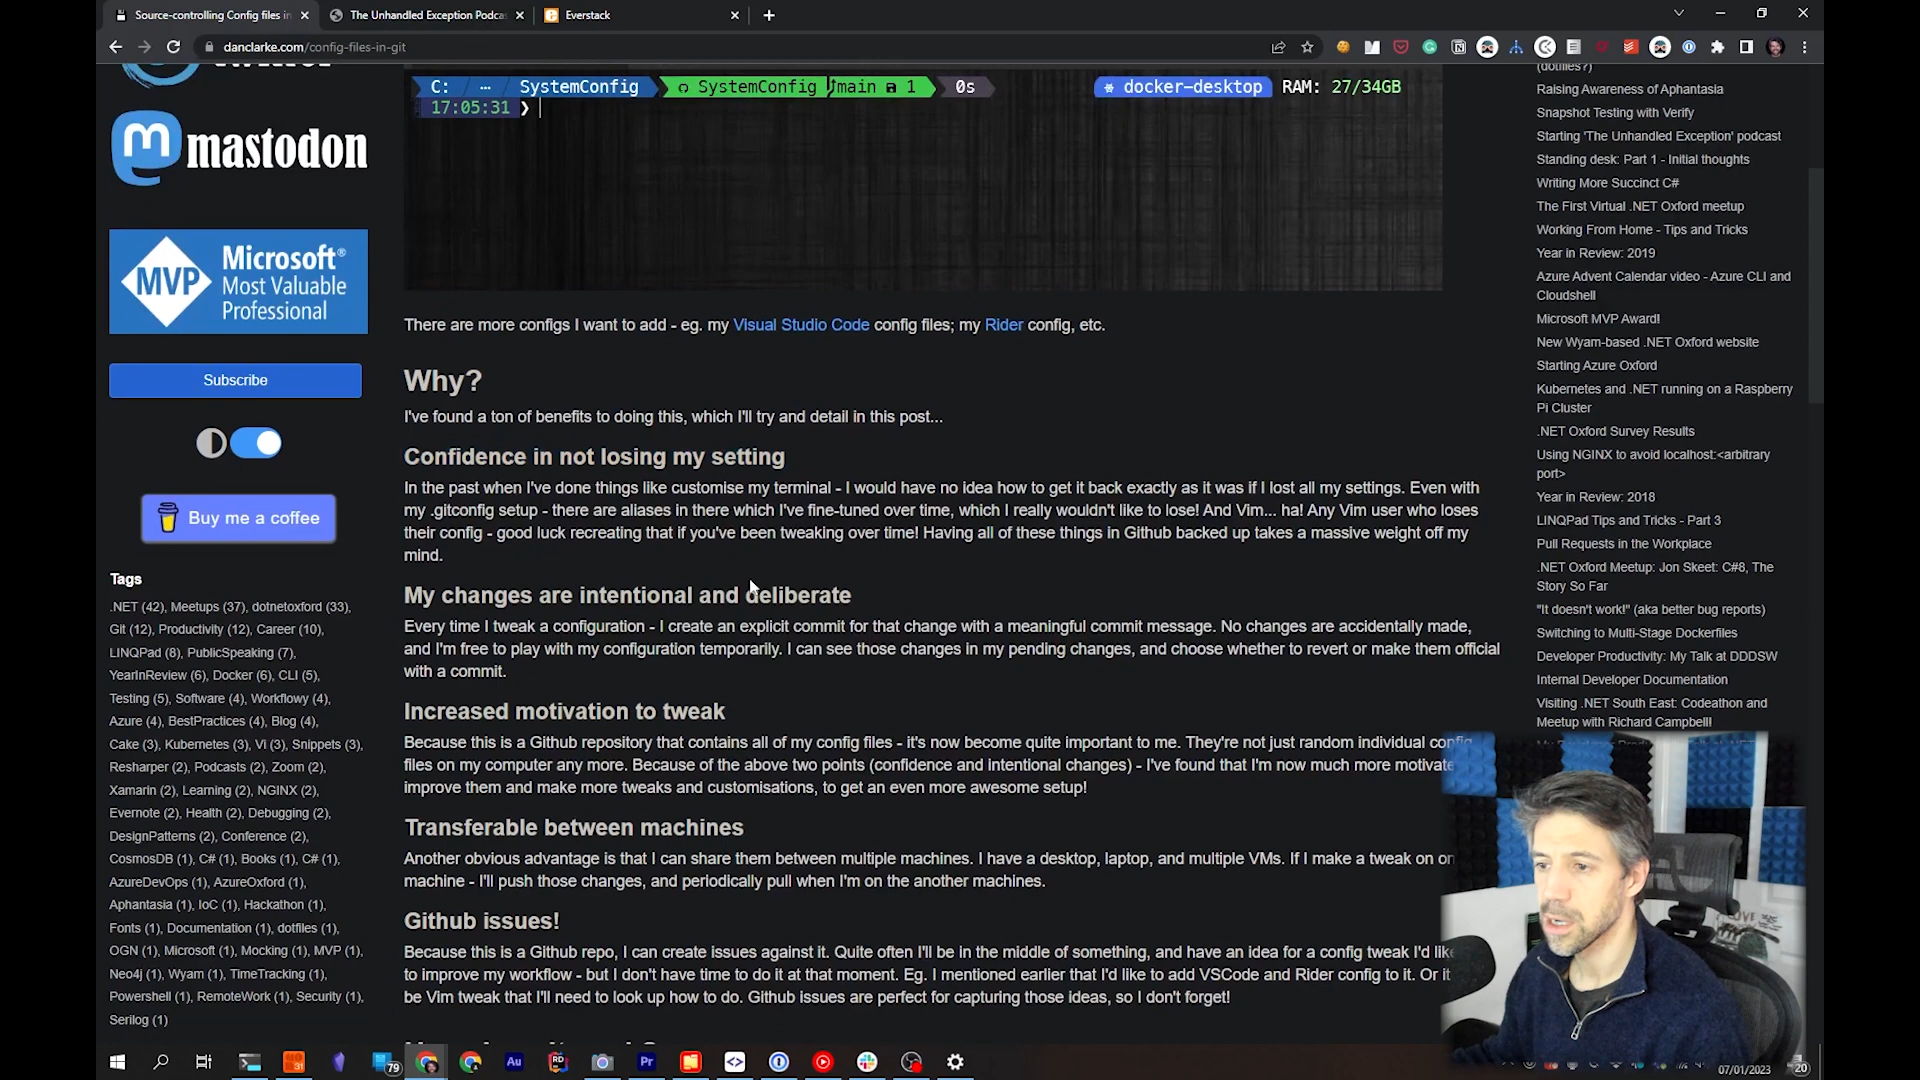 Source-controlling Config files in
The Unhandled Exception Podca
Everstack
danclarke.com/config-files-in-git
mastodon
MVP
Microsoft®
Most Valuable
Professional
Subscribe
Buy me a coffee
Tags
.NET (42), Meetups (37), dotnetoxford (33),
Git (12), Productivity (12), Career (10),
LINQPad (8), PublicSpeaking (7),
YearInReview (6), Docker (6), CLI (5),
Testing (5), Software (4), Workflowy (4),
Azure (4), BestPractices (4), Blog (4),
Cake (3), Kubernetes (3), Vi (3), Snippets (3),
Resharper (2), Podcasts (2), Zoom (2),
Xamarin (2), Learning (2), NGINX (2),
Evernote (2), Health (2), Debugging (2),
DesignPatterns (2), Conference (2),
CosmosDB (1), C# (1), Books (1), C# (1),
AzureDevOps (1), AzureOxford (1),
Aphantasia (1), IoC (1), Hackathon (1),
Fonts (1), Documentation (1), dotfiles (1),
OGN (1), Microsoft (1), Mocking (1), MVP (1),
Neo4j (1), Wyam (1), TimeTracking (1),
Powershell (1), RemoteWork (1), Security (1),
Serilog (1)
C: ··· SystemConfig SystemConfig main 1 0s docker-desktop RAM: 27/34GB
17:05:31 ❯
There are more configs I want to add - eg. my Visual Studio Code config files; my Rider config, etc.
Why?
I've found a ton of benefits to doing this, which I'll try and detail in this post...
Confidence in not losing my setting
In the past when I've done things like customise my terminal - I would have no idea how to get it back exactly as it was if I lost all my settings. Even with
my .gitconfig setup - there are aliases in there which I've fine-tuned over time, which I really wouldn't like to lose! And Vim... ha! Any Vim user who loses
their config - good luck recreating that if you've been tweaking over time! Having all of these things in Github backed up takes a massive weight off my
mind.
My changes are intentional and deliberate
Every time I tweak a configuration - I create an explicit commit for that change with a meaningful commit message. No changes are accidentally made,
and I'm free to play with my configuration temporarily. I can see those changes in my pending changes, and choose whether to revert or make them official
with a commit.
Increased motivation to tweak
Because this is a Github repository that contains all of my config files - it's now become quite important to me. They're not just random individual config
files on my computer any more. Because of the above two points (confidence and intentional changes) - I've found that I'm now much more motivate
improve them and make more tweaks and customisations, to get an even more awesome setup!
Transferable between machines
Another obvious advantage is that I can share them between multiple machines. I have a desktop, laptop, and multiple VMs. If I make a tweak on on
machine - I'll push those changes, and periodically pull when I'm on the another machines.
Github issues!
Because this is a Github repo, I can create issues against it. Quite often I'll be in the middle of something, and have an idea for a config tweak I'd like
to improve my workflow - but I don't have time to do it at that moment. Eg. I mentioned earlier that I'd like to add VSCode and Rider config to it. Or it
be Vim tweak that I'll need to look up how to do. Github issues are perfect for capturing those ideas, so I don't forget!
(dotfiles?)
Raising Awareness of Aphantasia
Snapshot Testing with Verify
Starting 'The Unhandled Exception' podcast
Standing desk: Part 1 - Initial thoughts
Writing More Succinct C#
The First Virtual .NET Oxford meetup
Working From Home - Tips and Tricks
Year in Review: 2019
Azure Advent Calendar video - Azure CLI and
Cloudshell
Microsoft MVP Award!
New Wyam-based .NET Oxford website
Starting Azure Oxford
Kubernetes and .NET running on a Raspberry
Pi Cluster
.NET Oxford Survey Results
Using NGINX to avoid localhost:<arbitrary
port>
Year in Review: 2018
LINQPad Tips and Tricks - Part 3
Pull Requests in the Workplace
.NET Oxford Meetup: Jon Skeet: C#8, The
Story So Far
"It doesn't work!" (aka better bug reports)
Switching to Multi-Stage Dockerfiles
Developer Productivity: My Talk at DDDSW
Internal Developer Documentation
Visiting .NET South East: Codeathon and
Meetup with Richard Campbell!
31
79
Au
RD
Pr
07/01/2023
20